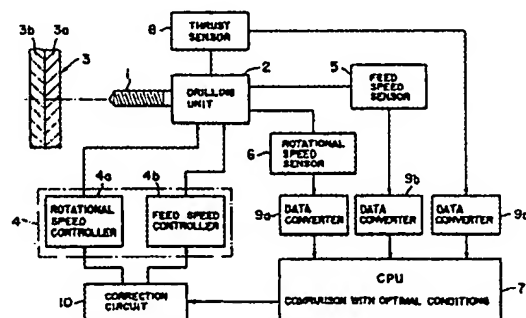 8
THRUST
SENSOR
3b
3a
3
1
2
DRILLING
UNIT
5
FEED
SPEED
SENSOR
6
ROTATIONAL
SPEED
SENSOR
4
4a
ROTATIONAL
SPEED
CONTROLLER
4b
FEED SPEED
CONTROLLER
9a
DATA
CONVERTER
9b
DATA
CONVERTER
DATA
CONVERTER
9c
10
CORRECTION
CIRCUIT
CPU
COMPARISON WITH OPTIMAL CONDITIONS
7